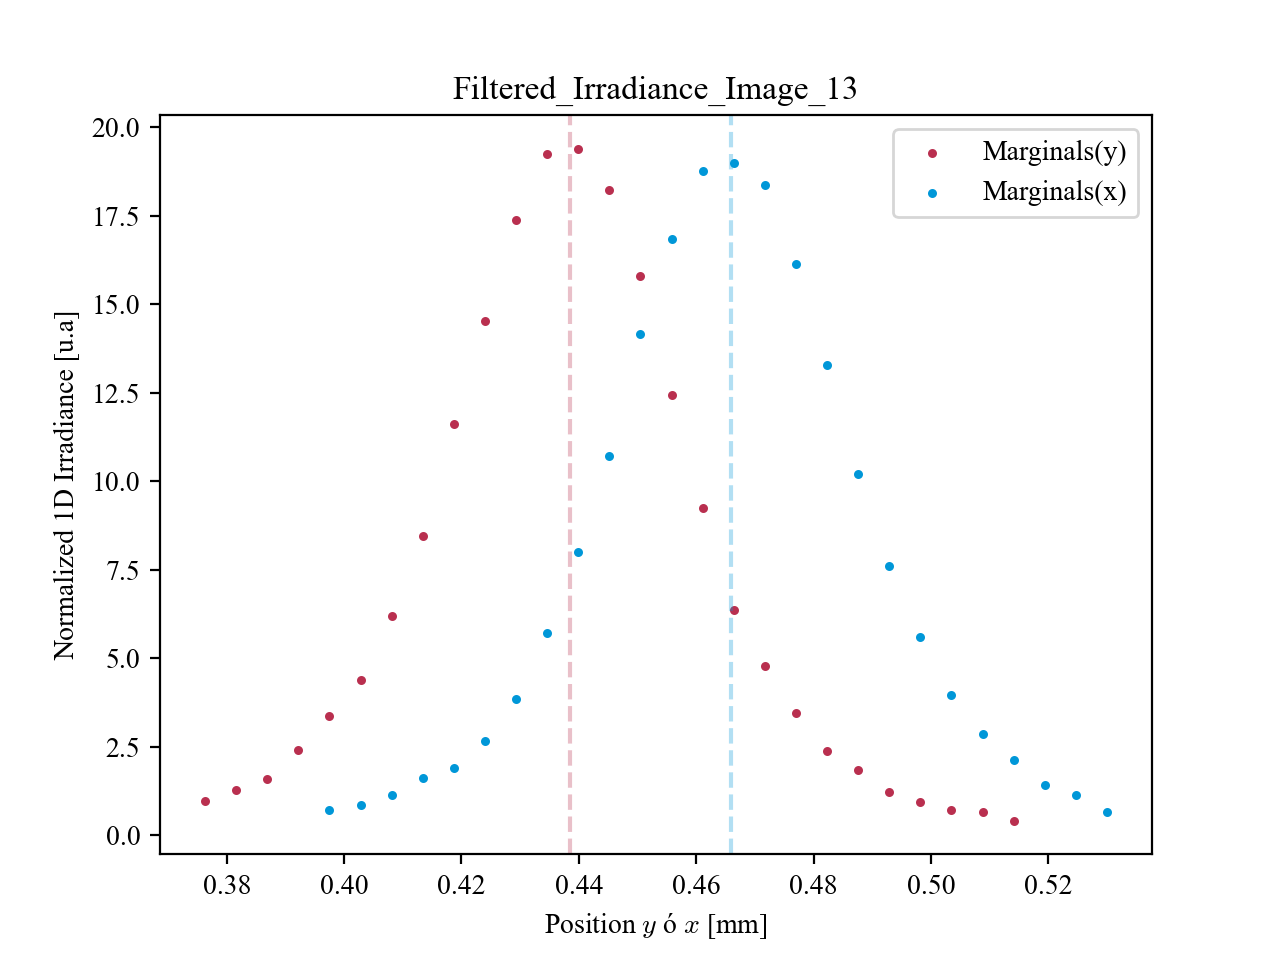 Filtered_Irradiance_Image_13
Marginals(y)
Marginals(x)
Normalized 1D Irradiance [u.a]
20.0
17.5
15.0
12.5
10.0
7.5
5.0
2.5
0.0
0.38 0.40 0.42 0.44 0.46 0.48 0.50 0.52
Position y ó x [mm]